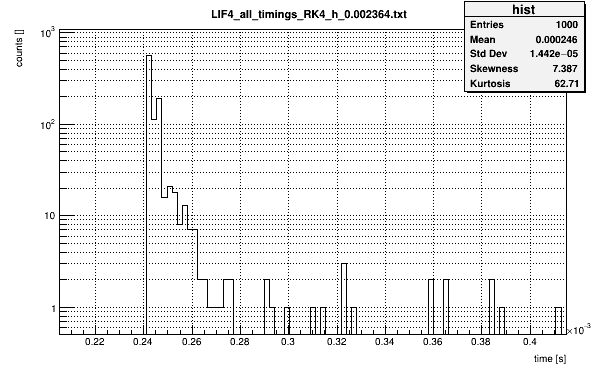 LIF4_all_timings_RK4_h_0.002364.txt
hist
Entries 1000
Mean 0.000246
Std Dev 1.442e−05
Skewness 7.387
Kurtosis 62.71
counts []
10³
10²
10
1
0.22 0.24 0.26 0.28 0.3 0.32 0.34 0.36 0.38 0.4
×10⁻³
time [s]